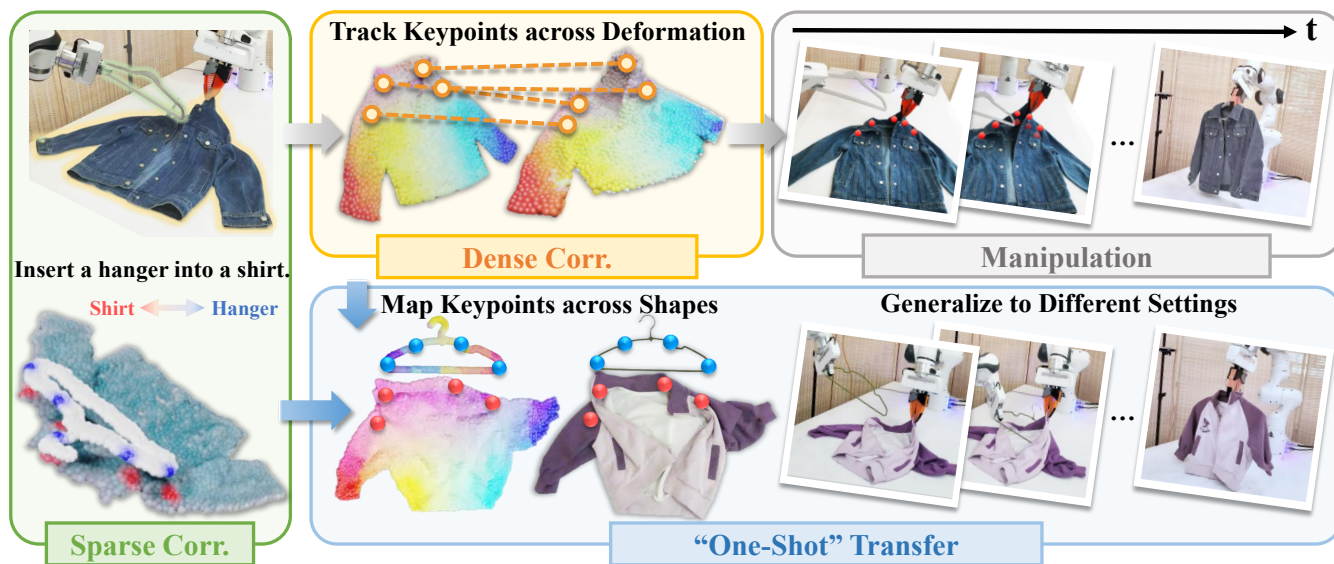 Track Keypoints across Deformation
t
...
Dense Corr.
Manipulation
Insert a hanger into a shirt.
Shirt
Hanger
Map Keypoints across Shapes
Generalize to Different Settings
...
Sparse Corr.
“One-Shot” Transfer